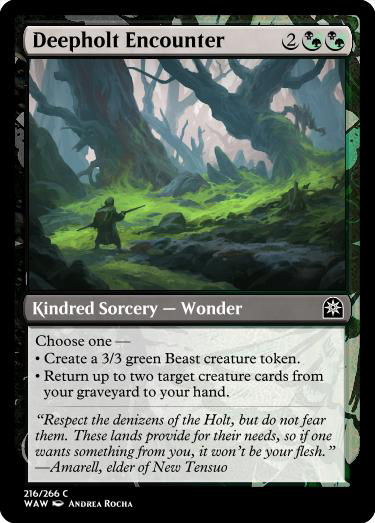 Deepholt Encounter 2
Kindred Sorcery — Wonder
Choose one —
• Create a 3/3 green Beast creature token.
• Return up to two target creature cards from
your graveyard to your hand.
“Respect the denizens of the Holt, but do not fear
them. These lands provide for their needs, so if one
wants something from you, it won’t be your flesh.”
—Amarell, elder of New Tensuo
216/266 C
WAW Andrea Rocha